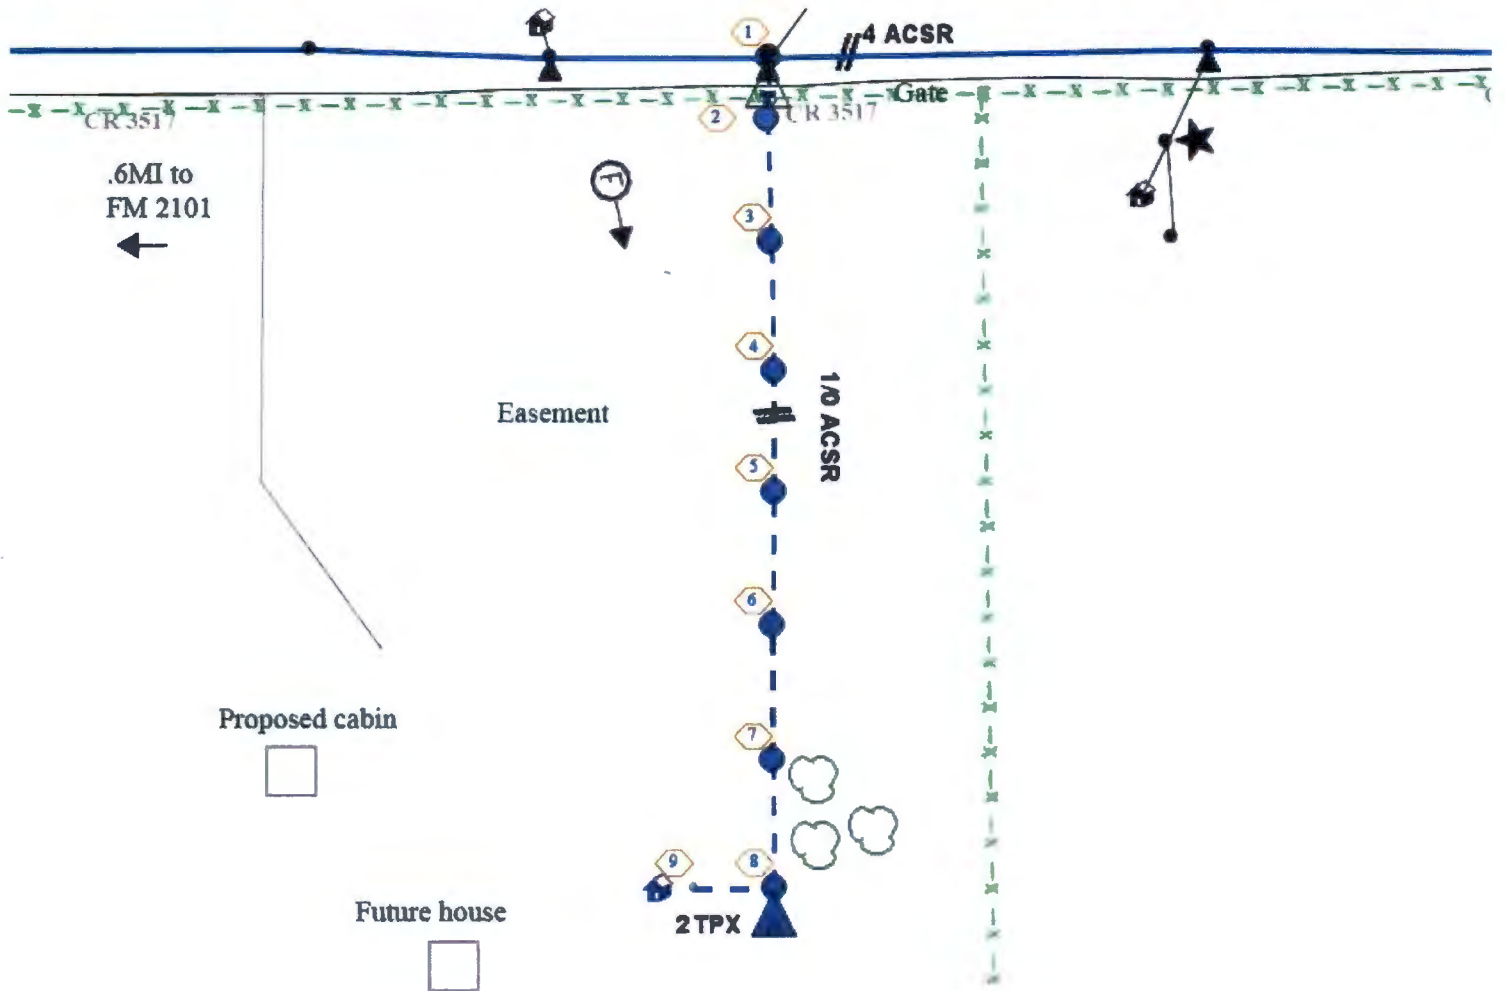 1
4 ACSR
Gate
CR 3517
2
CR 3517
.6MI to
FM 2101
F
3
4
1/0 ACSR
Easement
5
6
Proposed cabin
7
9
8
Future house
2 TPX